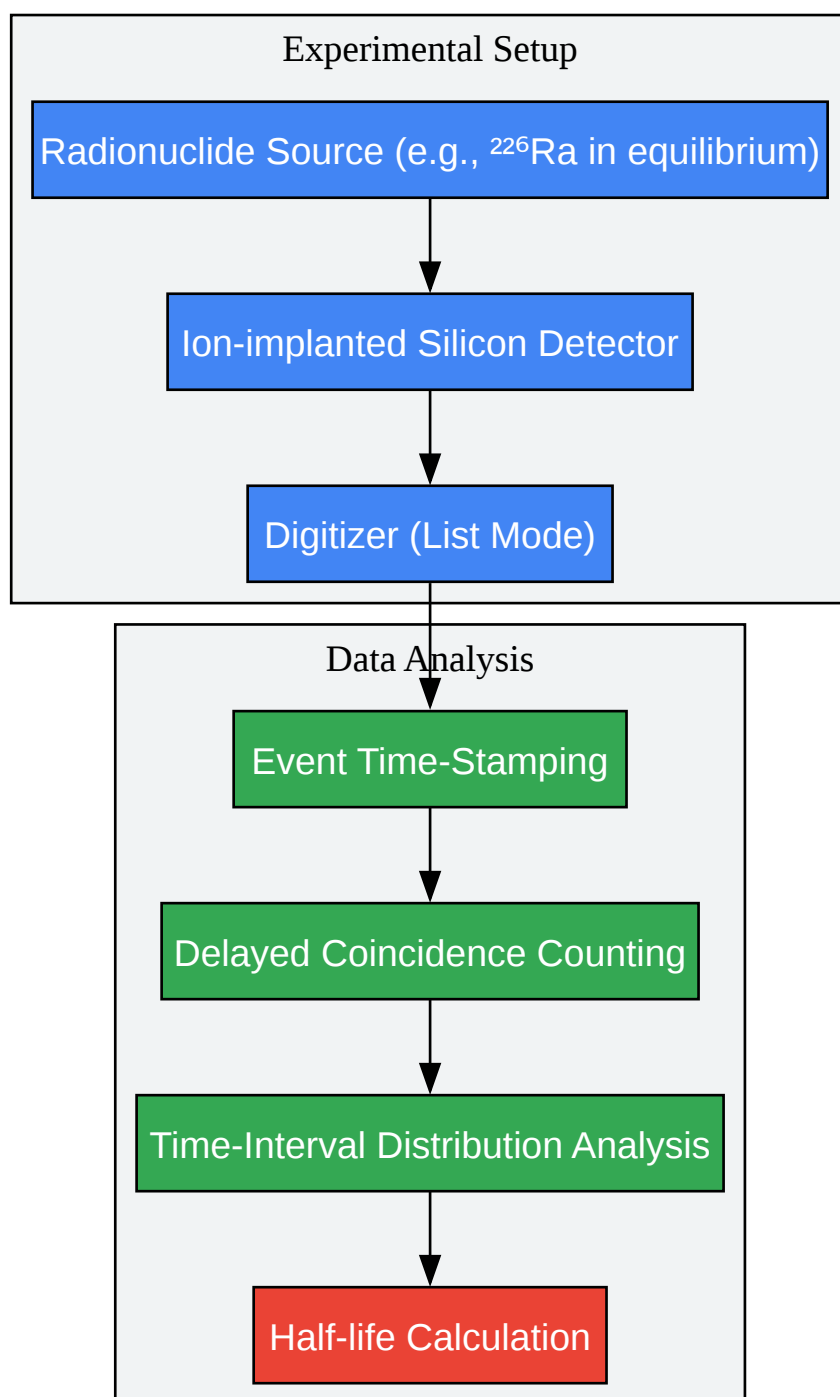 Experimental Setup
Radionuclide Source (e.g., ²²⁶Ra in equilibrium)
Ion-implanted Silicon Detector
Digitizer (List Mode)
Data Analysis
Event Time-Stamping
Delayed Coincidence Counting
Time-Interval Distribution Analysis
Half-life Calculation